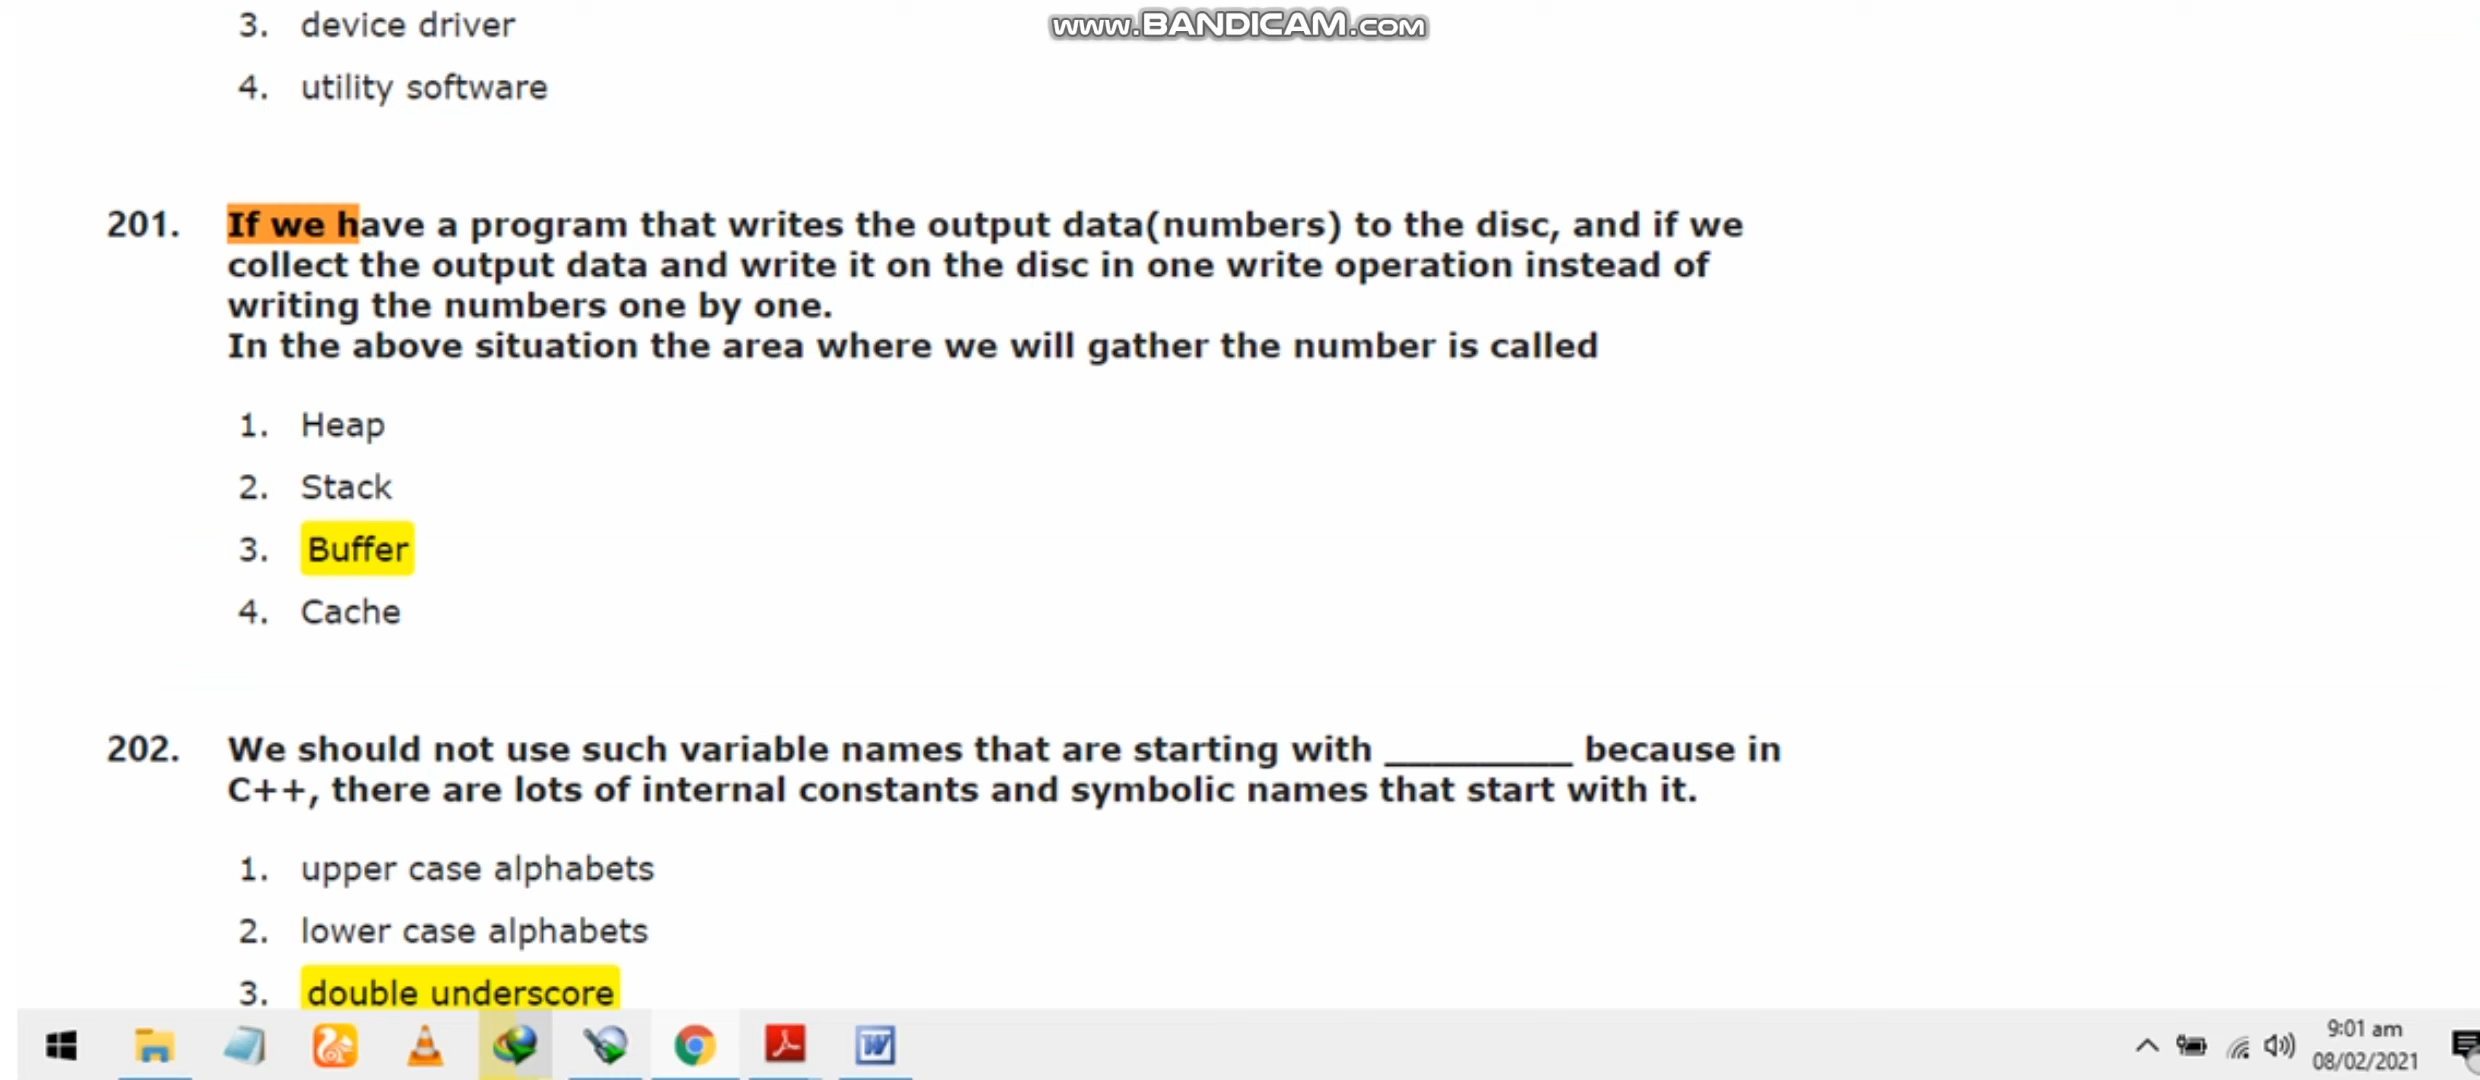 3. device driver
www.BANDICAM.com
4. utility software
201. If we have a program that writes the output data(numbers) to the disc, and if we
collect the output data and write it on the disc in one write operation instead of
writing the numbers one by one.
In the above situation the area where we will gather the number is called
1. Heap
2. Stack
3. Buffer
4. Cache
202. We should not use such variable names that are starting with _________ because in
C++, there are lots of internal constants and symbolic names that start with it.
1. upper case alphabets
2. lower case alphabets
3. double underscore
9:01 am
08/02/2021